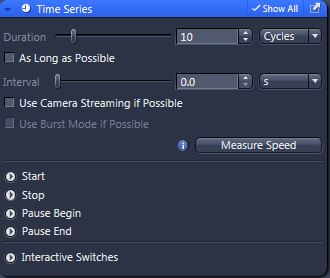 Time Series
Show All
Duration 10 Cycles
As Long as Possible
Interval 0.0 s
Use Camera Streaming if Possible
Use Burst Mode if Possible
Measure Speed
Start
Stop
Pause Begin
Pause End
Interactive Switches